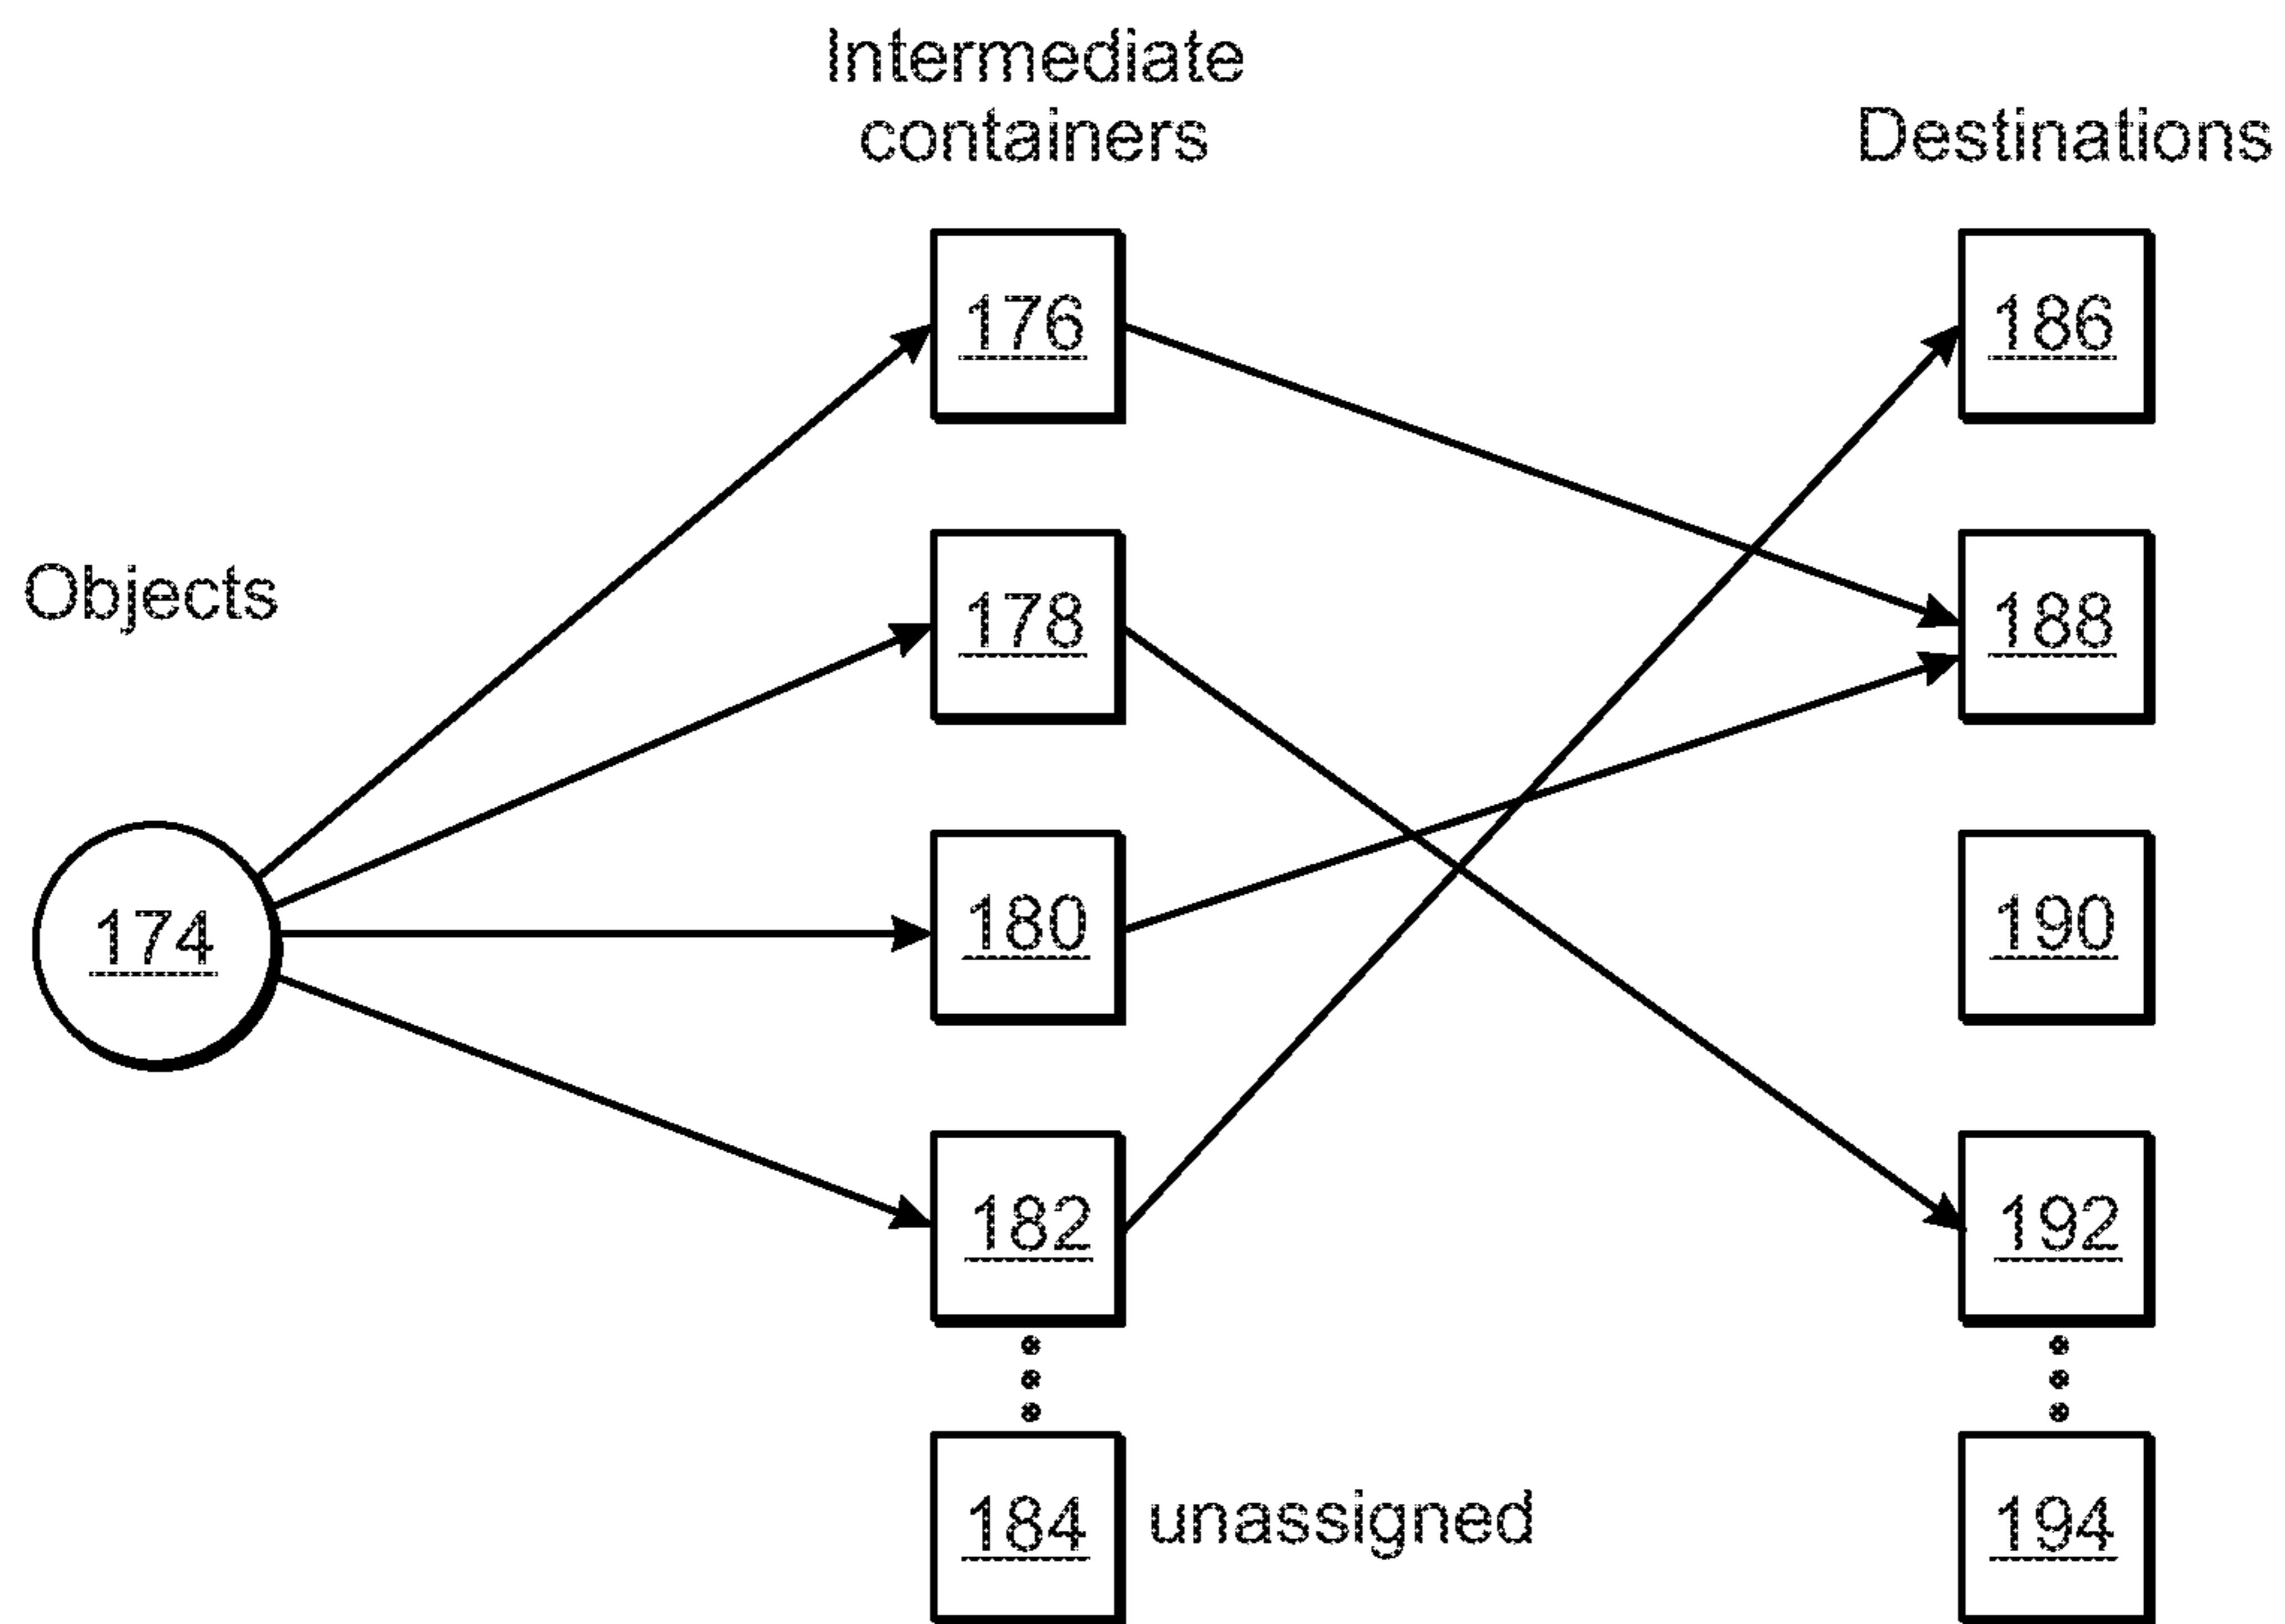 Intermediate
containers
Destinations
176
186
Objects
178
188
174
180
190
182
192
184
unassigned
194